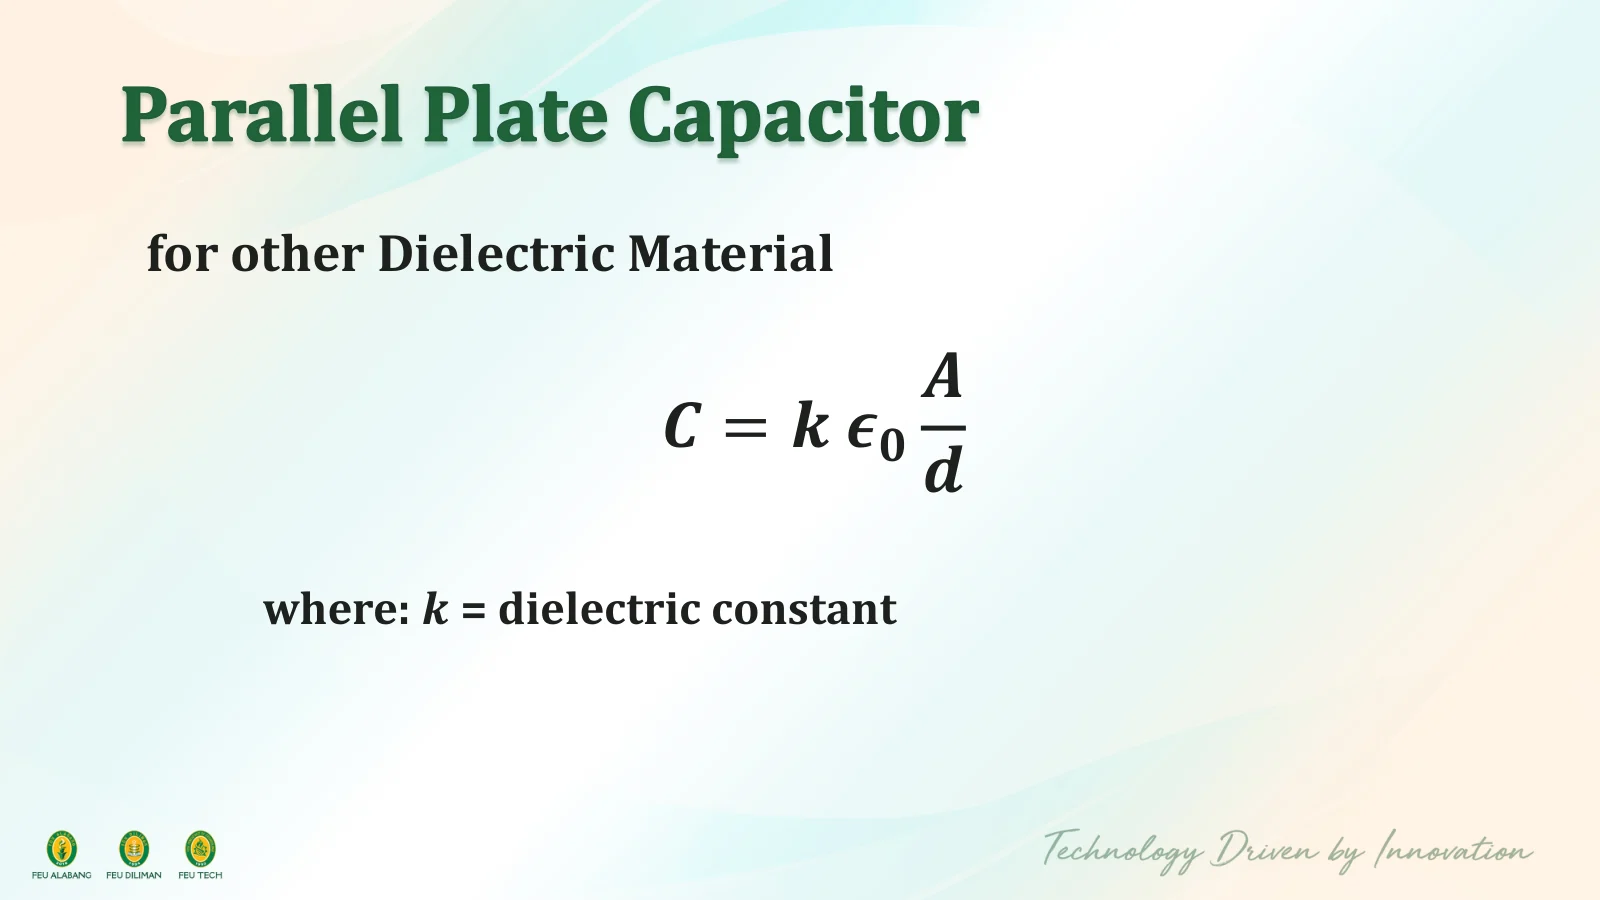 Parallel Plate Capacitor
for other Dielectric Material
C = k ϵ₀ A/d
where: k = dielectric constant
FEU ALABANG FEU DILIMAN FEU TECH
Technology Driven by Innovation